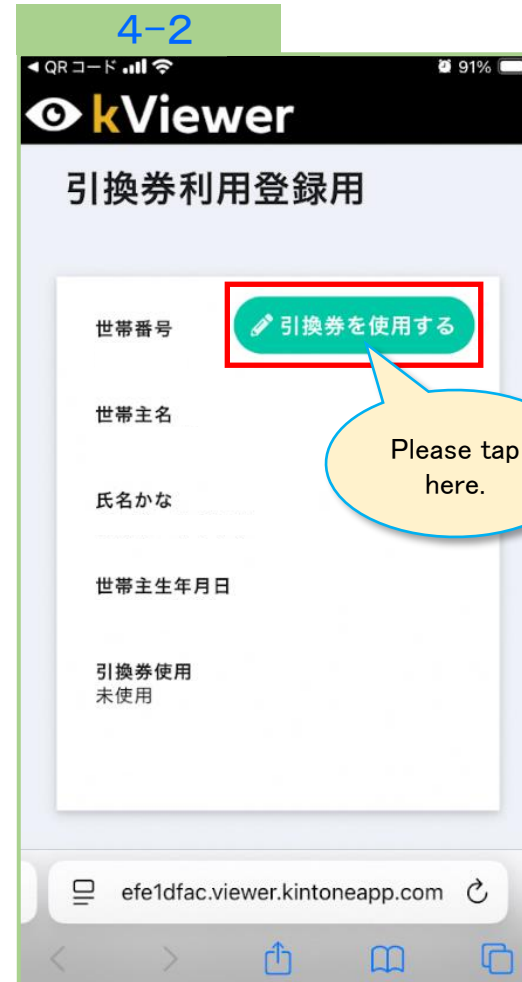 4-2
◀ QRコード 91%
kViewer
引換券利用登録用
世帯番号
引換券を使用する
世帯主名
Please tap
here.
氏名かな
世帯主生年月日
引換券使用
未使用
efe1dfac.viewer.kintoneapp.com